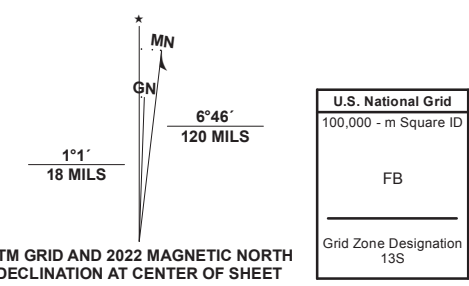 ★
MN
GN
6°46´
120 MILS
1°1´
18 MILS
TM GRID AND 2022 MAGNETIC NORTH
DECLINATION AT CENTER OF SHEET
U.S. National Grid
100,000 - m Square ID
FB
Grid Zone Designation
13S